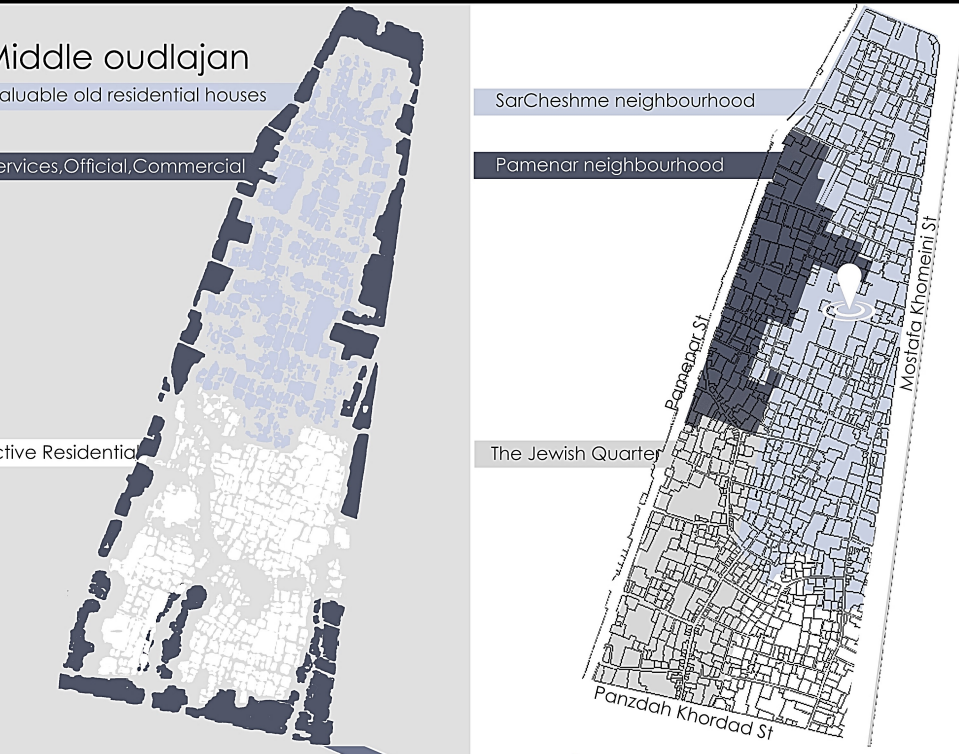 Middle oudlajan
aluable old residential houses
ervices,Official,Commercial
ctive Residential
SarCheshme neighbourhood
Pamenar neighbourhood
Mostafa Khomeini St
Pamenar St
The Jewish Quarter
Panzdah Khordad St